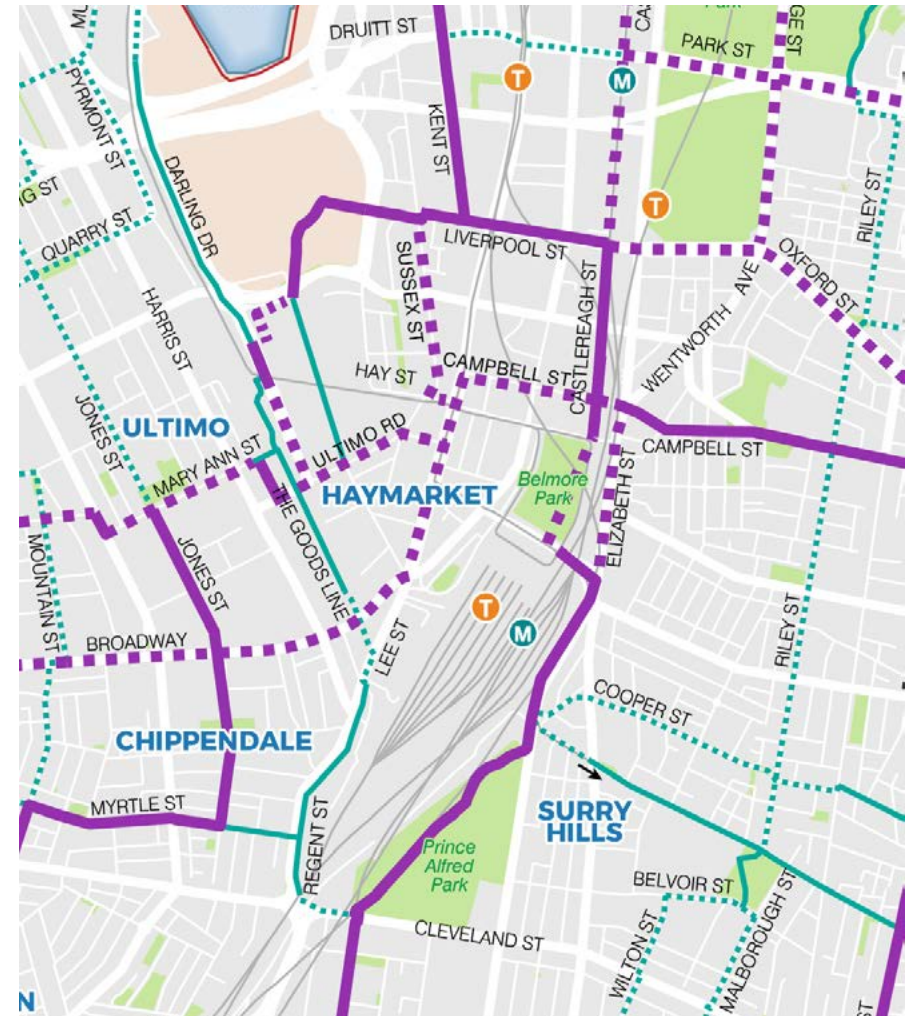 DRUITT ST
PARK ST
PYRMONT ST
KENT ST
T
M
T
DARLING DR
RILEY ST
QUARRY ST
LIVERPOOL ST
SUSSEX ST
OXFORD ST
HARRIS ST
CASTLEREAGH ST
WENTWORTH AVE
HAY ST
CAMPBELL ST
JONES ST
ULTIMO
ULTIMO RD
CAMPBELL ST
MARY ANN ST
HAYMARKET
Belmore
Park
ELIZABETH ST
THE GOODS LINE
MOUNTAIN ST
JONES ST
T
M
BROADWAY
LEE ST
RILEY ST
COOPER ST
CHIPPENDALE
MYRTLE ST
SURRY
HILLS
REGENT ST
Prince
Alfred
Park
BELVOIR ST
MALBOROUGH ST
WILTON ST
CLEVELAND ST